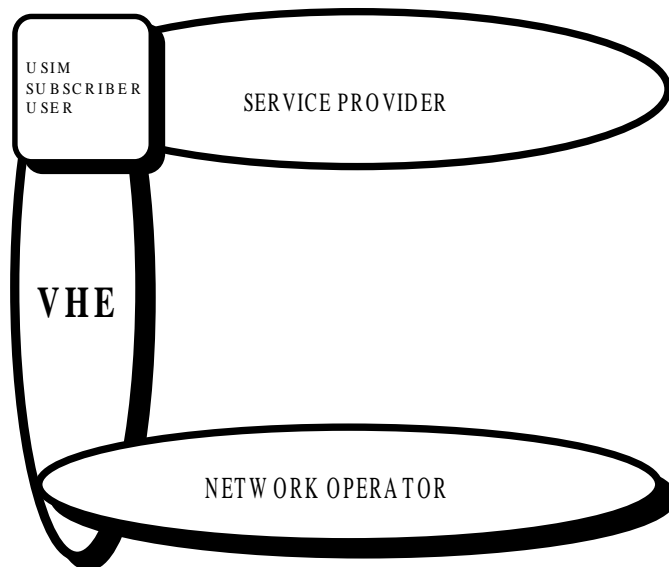 USIM
SUBSCRIBER
USER
SERVICE PROVIDER
VHE
NETWORK OPERATOR